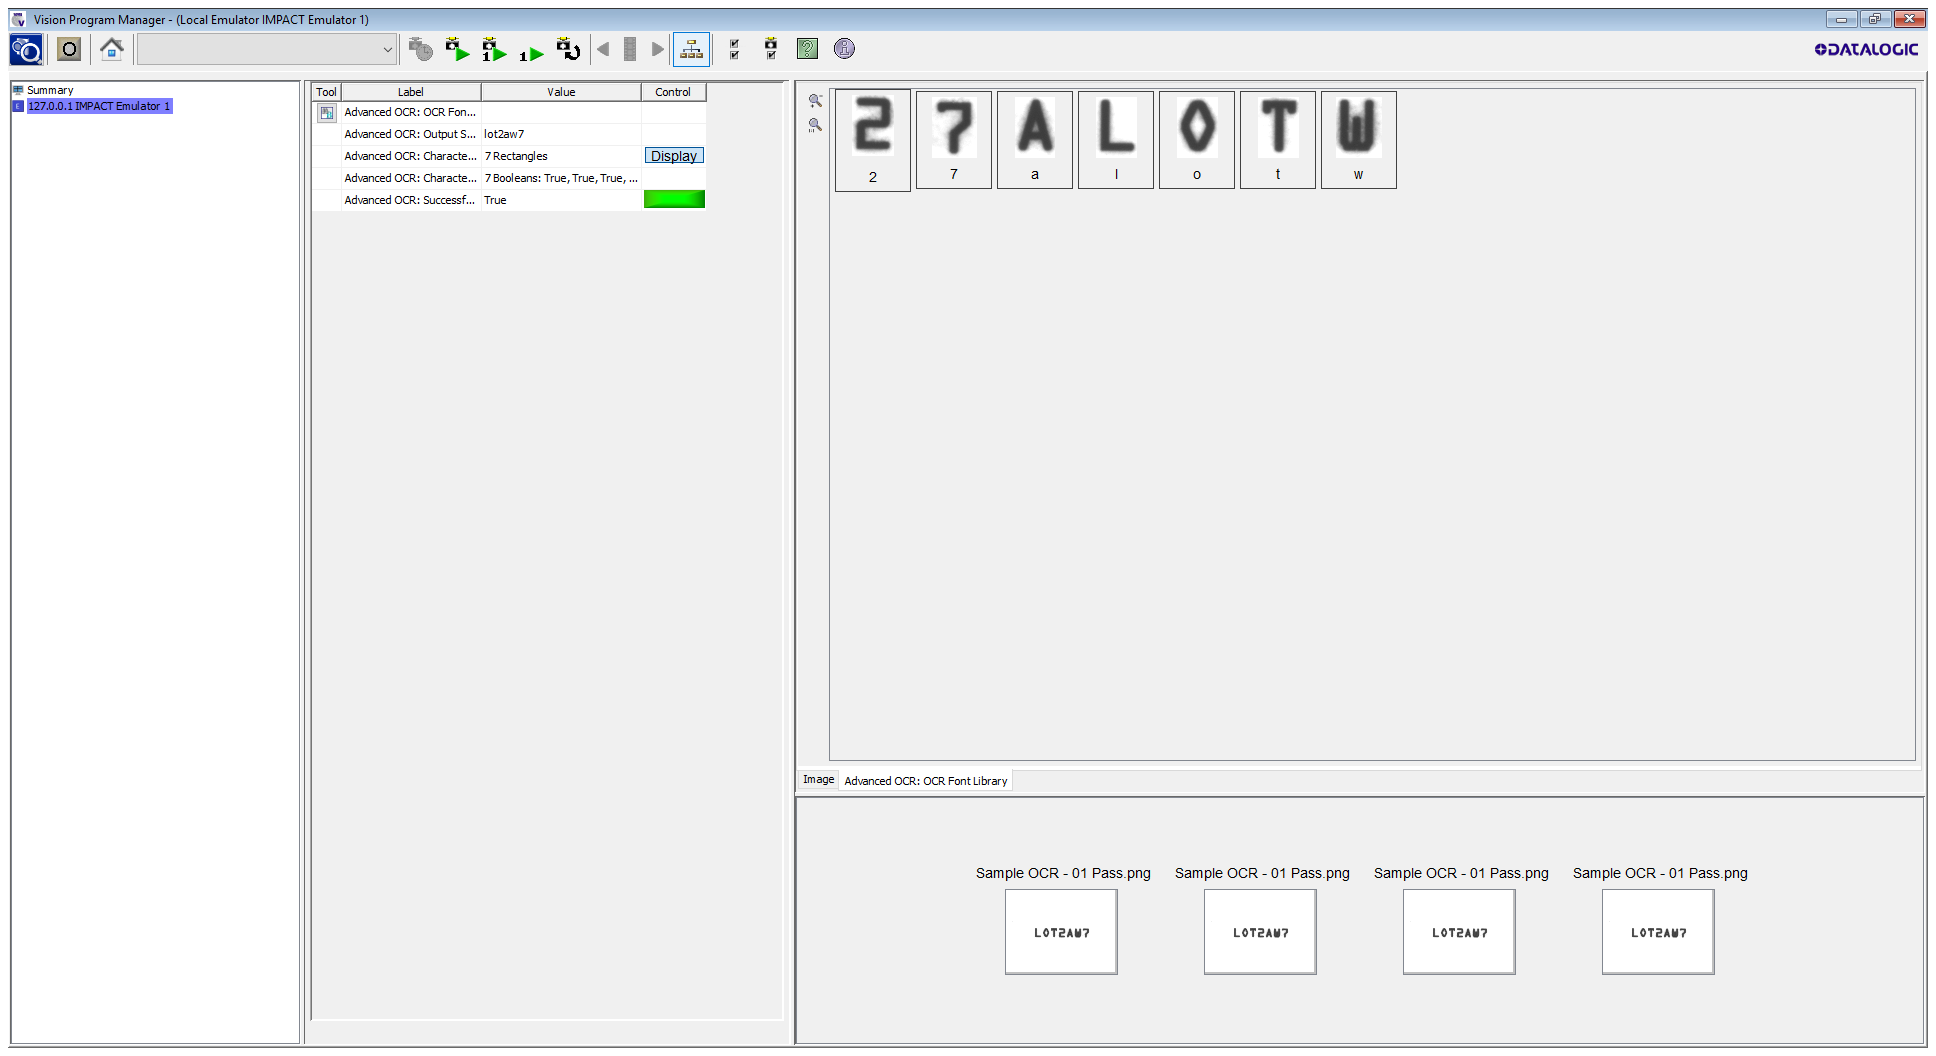 Vision Program Manager - (Local Emulator IMPACT Emulator 1)
O
1
1
?
i
DATALOGIC
Summary
E 127.0.0.1 IMPACT Emulator 1
Tool Label Value Control
Advanced OCR: OCR Fon...
Advanced OCR: Output S... lot2aw7
Advanced OCR: Characte... 7 Rectangles Display
Advanced OCR: Characte... 7 Booleans: True, True, True, ...
Advanced OCR: Successf... True
2 7 A L O T W
2 7 a l o t w
Image Advanced OCR: OCR Font Library
Sample OCR - 01 Pass.png Sample OCR - 01 Pass.png Sample OCR - 01 Pass.png Sample OCR - 01 Pass.png
LOT2AW7 LOT2AW7 LOT2AW7 LOT2AW7